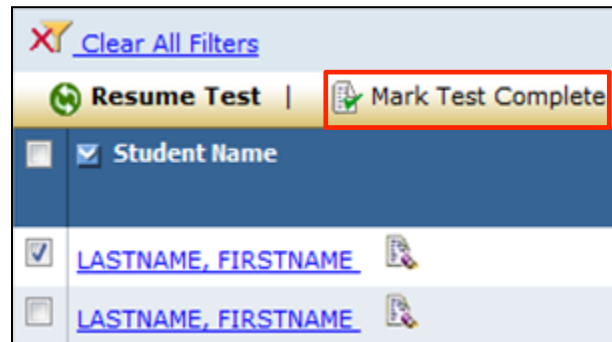 Clear All Filters
Resume Test | Mark Test Complete
Student Name
LASTNAME, FIRSTNAME
LASTNAME, FIRSTNAME